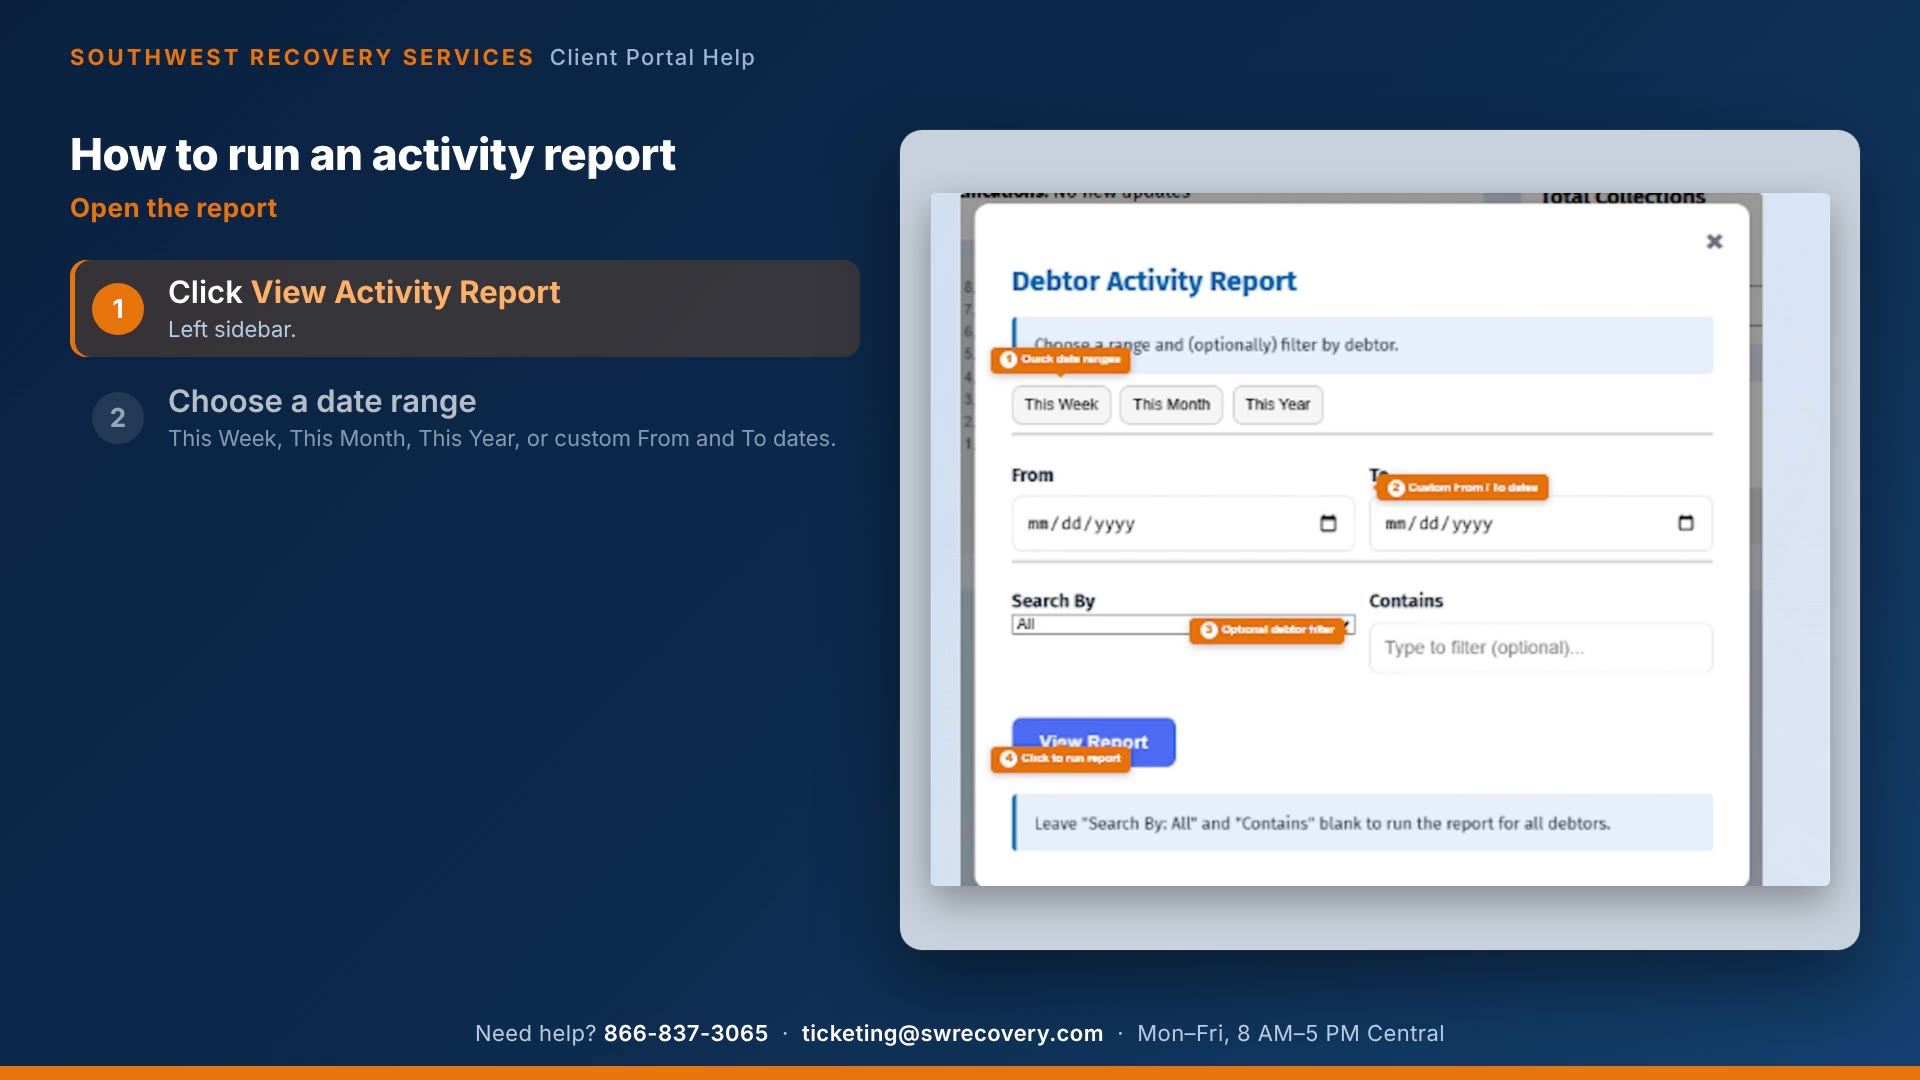 SOUTHWEST RECOVERY SERVICES Client Portal Help
How to run an activity report
Open the report
1 Click View Activity Report
Left sidebar.
2 Choose a date range
This Week, This Month, This Year, or custom From and To dates.
No new updates
Total Collections
✖
Debtor Activity Report
Choose a range and (optionally) filter by debtor.
1 Quick date ranges
This Week This Month This Year
From To
2 Custom From / To dates
mm/dd/yyyy mm/dd/yyyy
Search By Contains
All
3 Optional debtor filter
Type to filter (optional)...
View Report
4 Click to run report
Leave "Search By: All" and "Contains" blank to run the report for all debtors.
Need help? 866-837-3065 · ticketing@swrecovery.com · Mon–Fri, 8 AM–5 PM Central